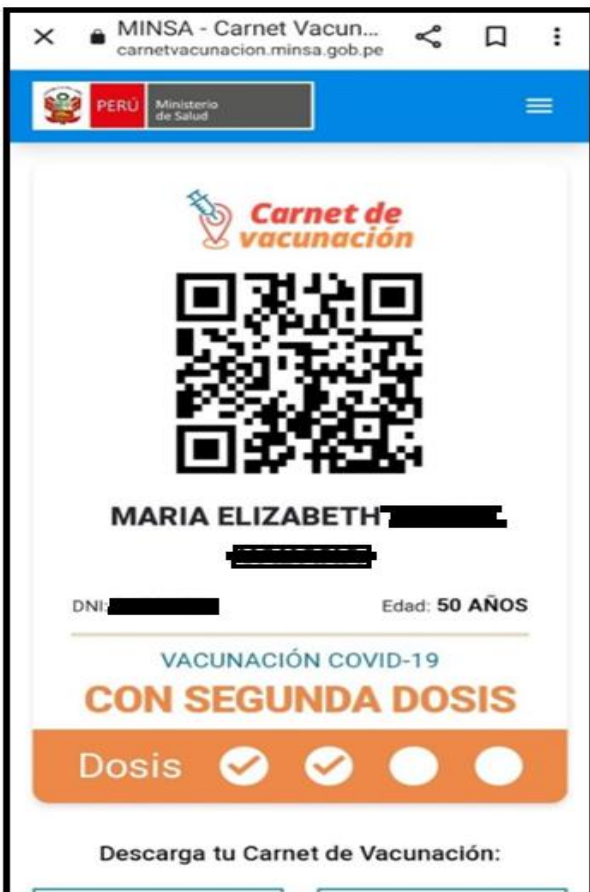 MINSA - Carnet Vacun...
carnetvacunacion.minsa.gob.pe
PERÚ
Ministerio
de Salud
Carnet de
vacunación
MARIA ELIZABETH
DNI:
Edad: 50 AÑOS
VACUNACIÓN COVID-19
CON SEGUNDA DOSIS
Dosis
Descarga tu Carnet de Vacunación: